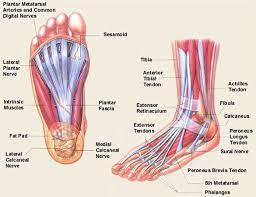 Plantar Metatarsal
Arteries and Common
Digital Nerves
Sesamoid
Lateral
Plantar
Nerve
Intrinsic
Muscles
Plantar
Fascia
Fat Pad
Lateral
Calcaneal
Nerve
Medial
Calcaneal
Nerve
Tibia
Anterior
Tibial
Tendon
Extensor
Retinaculum
Extensor
Tendons
Achilles
Tendon
Fibula
Calcaneus
Peroneus
Longus
Tendon
Sural Nerve
Peroneus Brevis Tendon
5th Metatarsal
Phalanges